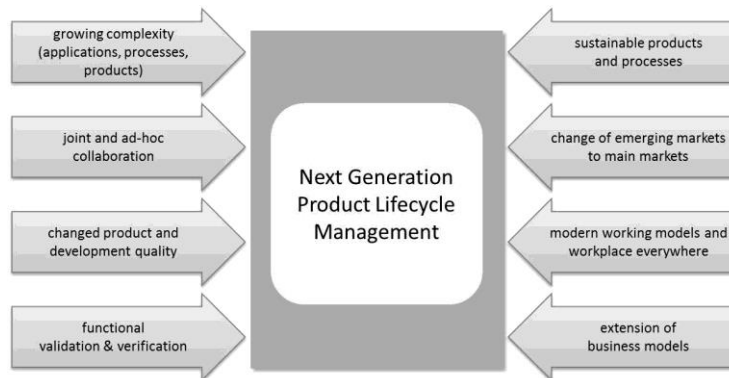 growing complexity
(applications, processes,
products)
joint and ad-hoc
collaboration
changed product and
development quality
functional
validation & verification
Next Generation
Product Lifecycle
Management
sustainable products
and processes
change of emerging markets
to main markets
modern working models and
workplace everywhere
extension of
business models